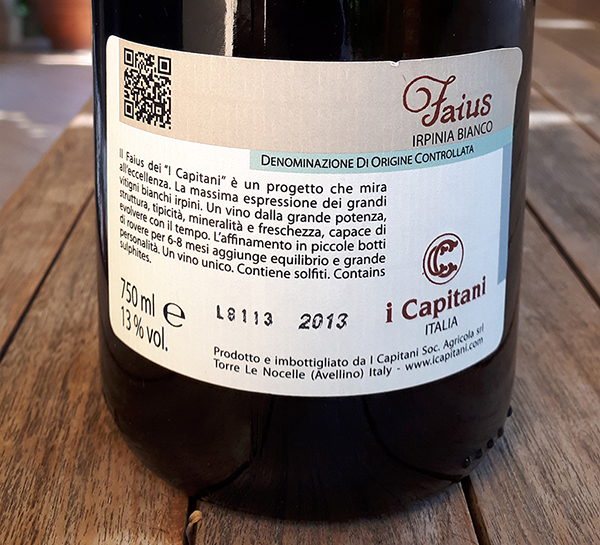 Faius
IRPINIA BIANCO
DENOMINAZIONE DI ORIGINE CONTROLLATA
Il Faius dei "I Capitani" è un progetto che mira
all'eccellenza. La massima espressione dei grandi
vitigni bianchi irpini. Un vino dalla grande potenza,
struttura, tipicità, mineralità e freschezza, capace di
evolvere con il tempo. L'affinamento in piccole botti
di rovere per 6-8 mesi aggiunge equilibrio e grande
personalità. Un vino unico. Contiene solfiti. Contains
sulphites.
750 ml e
13 % vol.
L8113 2013
i Capitani
ITALIA
Prodotto e imbottigliato da I Capitani Soc. Agricola srl
Torre Le Nocelle (Avellino) Italy - www.icapitani.com